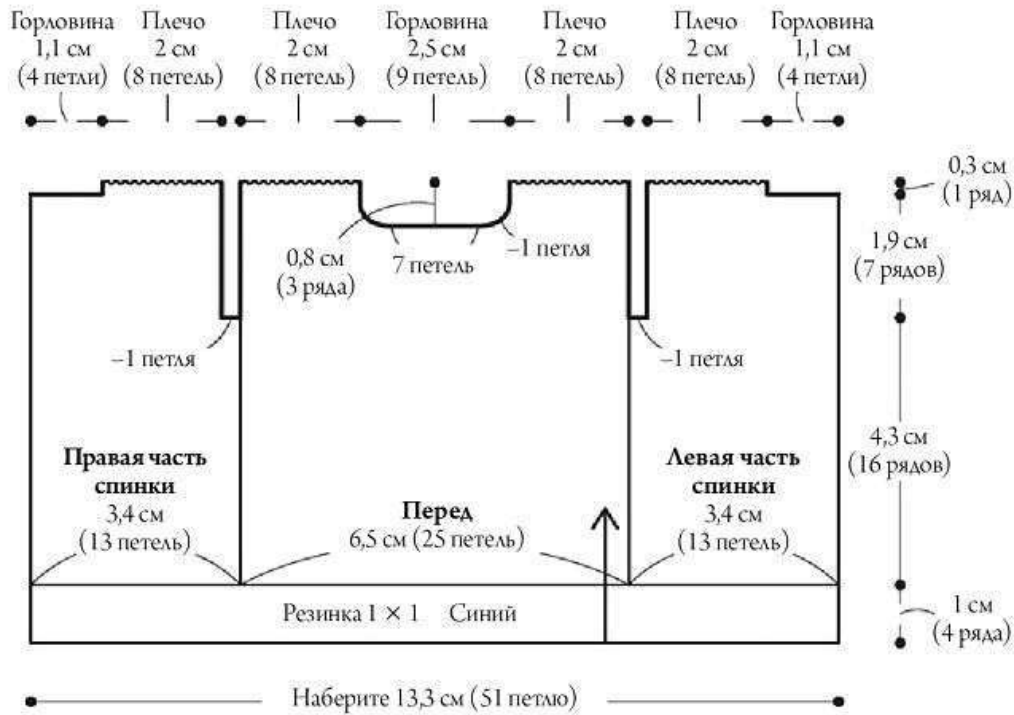 Горловина
1,1 см
(4 петли)
Плечо
2 см
(8 петель)
Плечо
2 см
(8 петель)
Горловина
2,5 см
(9 петель)
Плечо
2 см
(8 петель)
Плечо
2 см
(8 петель)
Горловина
1,1 см
(4 петли)
0,3 см
(1 ряд)
1,9 см
(7 рядов)
0,8 см
(3 ряда)
7 петель
–1 петля
–1 петля
–1 петля
4,3 см
(16 рядов)
Правая часть
спинки
3,4 см
(13 петель)
Перед
6,5 см (25 петель)
Левая часть
спинки
3,4 см
(13 петель)
Резинка 1 × 1 Синий
1 см
(4 ряда)
Наберите 13,3 см (51 петлю)